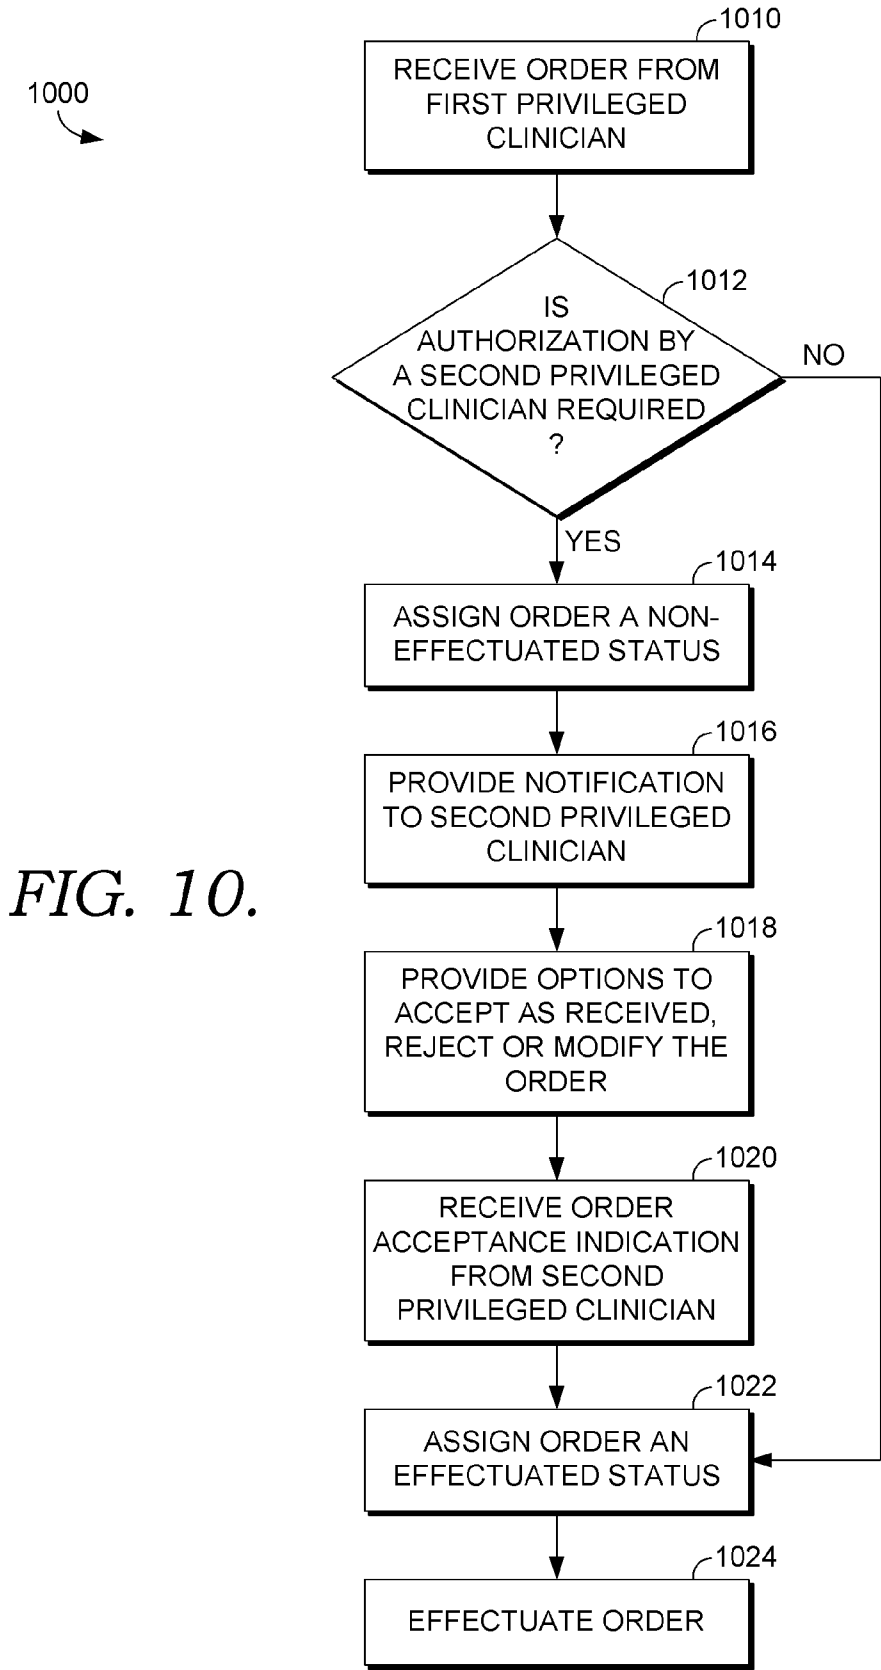 1010
RECEIVE ORDER FROM
FIRST PRIVILEGED
CLINICIAN
1000
1012
IS
AUTHORIZATION BY
A SECOND PRIVILEGED
CLINICIAN REQUIRED
?
NO
YES
1014
ASSIGN ORDER A NON-
EFFECTUATED STATUS
1016
PROVIDE NOTIFICATION
TO SECOND PRIVILEGED
CLINICIAN
FIG. 10.
1018
PROVIDE OPTIONS TO
ACCEPT AS RECEIVED,
REJECT OR MODIFY THE
ORDER
1020
RECEIVE ORDER
ACCEPTANCE INDICATION
FROM SECOND
PRIVILEGED CLINICIAN
1022
ASSIGN ORDER AN
EFFECTUATED STATUS
1024
EFFECTUATE ORDER